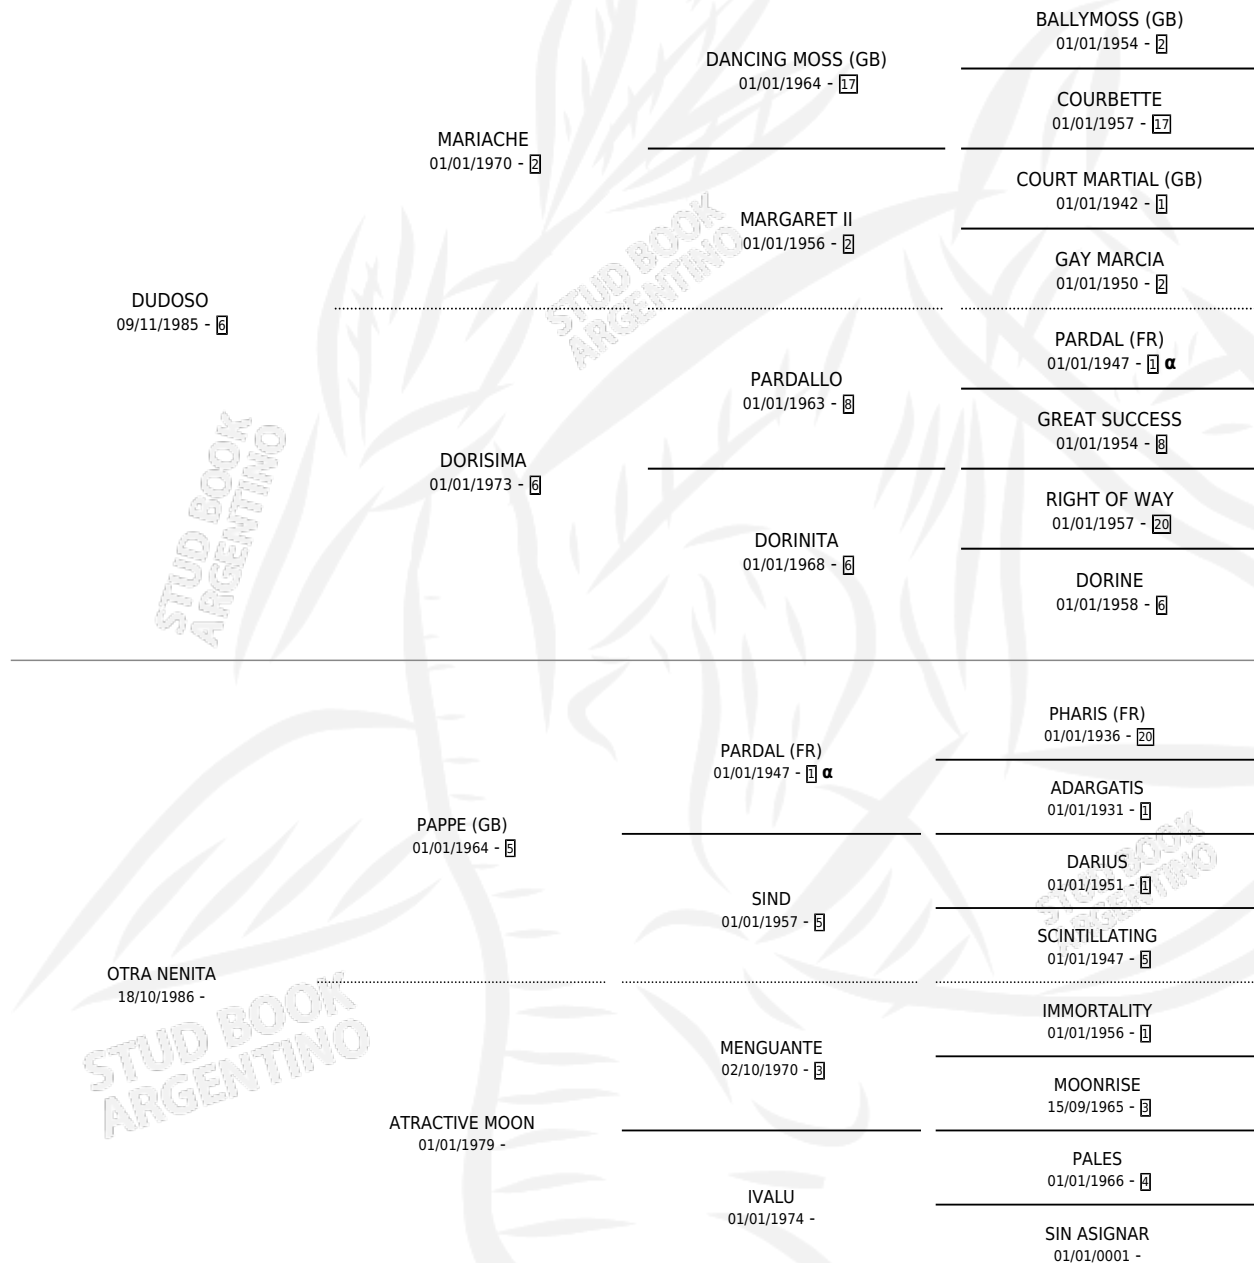 BALLYMOSS (GB)
01/01/1954 - 2
DANCING MOSS (GB)
01/01/1964 - 17
COURBETTE
01/01/1957 - 17
MARIACHE
01/01/1970 - 2
COURT MARTIAL (GB)
01/01/1942 - 1
MARGARET II
01/01/1956 - 2
GAY MARCIA
01/01/1950 - 2
DUDOSO
09/11/1985 - 6
PARDAL (FR)
01/01/1947 - 1 α
PARDALLO
01/01/1963 - 8
GREAT SUCCESS
01/01/1954 - 8
DORISIMA
01/01/1973 - 6
RIGHT OF WAY
01/01/1957 - 20
DORINITA
01/01/1968 - 6
DORINE
01/01/1958 - 6
PHARIS (FR)
01/01/1936 - 20
PARDAL (FR)
01/01/1947 - 1 α
ADARGATIS
01/01/1931 - 1
PAPPE (GB)
01/01/1964 - 5
DARIUS
01/01/1951 - 1
SIND
01/01/1957 - 5
SCINTILLATING
01/01/1947 - 5
OTRA NENITA
18/10/1986 -
IMMORTALITY
01/01/1956 - 1
MENGUANTE
02/10/1970 - 3
MOONRISE
15/09/1965 - 3
ATRACTIVE MOON
01/01/1979 -
PALES
01/01/1966 - 4
IVALU
01/01/1974 -
SIN ASIGNAR
01/01/0001 -
STUD BOOK
ARGENTINO
STUD BOOK
ARGENTINO
STUD BOOK
ARGENTINO
STUD BOOK
ARGENTINO